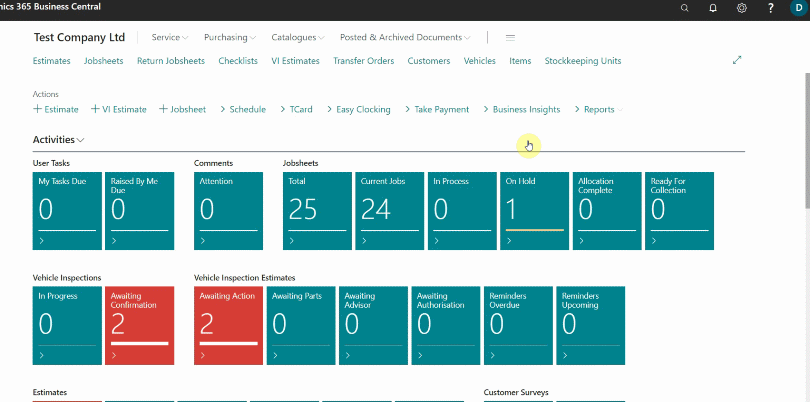 nics 365 Business Central
? D
Test Company Ltd Service Purchasing Catalogues Posted & Archived Documents
Estimates Jobsheets Return Jobsheets Checklists VI Estimates Transfer Orders Customers Vehicles Items Stockkeeping Units
Actions
+ Estimate + VI Estimate + Jobsheet > Schedule > TCard > Easy Clocking > Take Payment > Business Insights > Reports
Activities
User Tasks Comments Jobsheets
My Tasks Due Raised By Me Due Attention Total Current Jobs In Process On Hold Allocation Complete Ready For Collection
0 0 0 25 24 0 1 0 0
Vehicle Inspections Vehicle Inspection Estimates
In Progress Awaiting Confirmation Awaiting Action Awaiting Parts Awaiting Advisor Awaiting Authorisation Reminders Overdue Reminders Upcoming
0 2 2 0 0 0 0 0
Estimates Customer Surveys